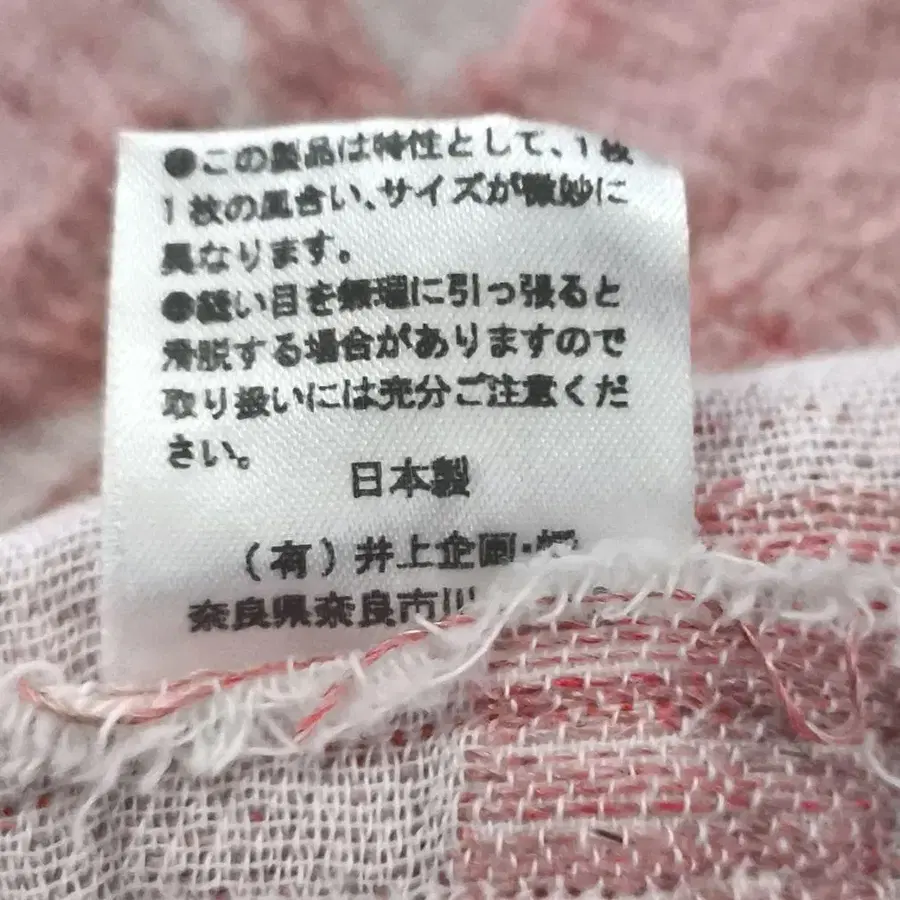 ●この製品は特性として、1枚
1枚の風合い、サイズが微妙に
異なります。
●縫い目を無理に引っ張ると
滑脱する場合がありますので
取り扱いには充分ご注意くだ
さい。
日本製
(有)井上企画・幡
奈良県奈良市川